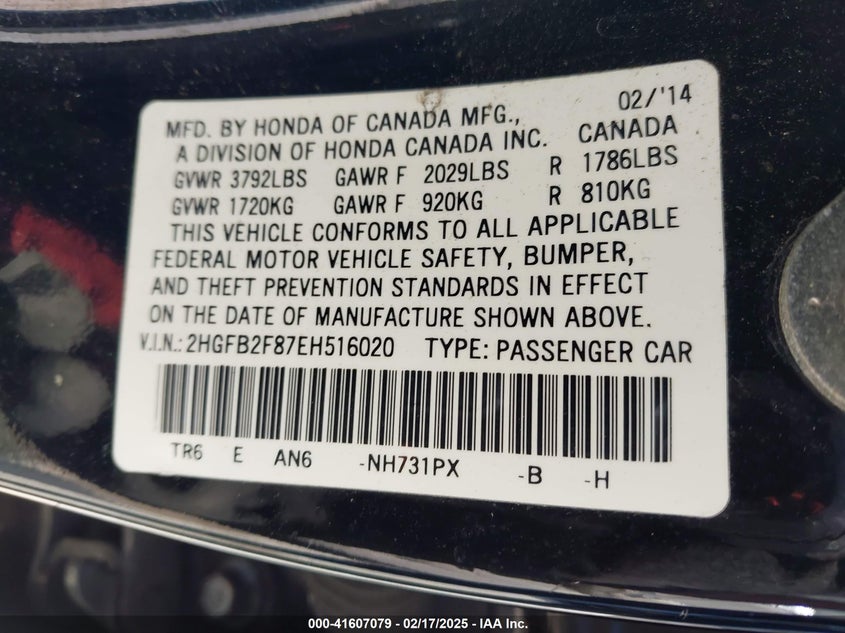 02/'14
MFD. BY HONDA OF CANADA MFG.,
A DIVISION OF HONDA CANADA INC. CANADA
GVWR 3792LBS GAWR F 2029LBS R 1786LBS
GVWR 1720KG GAWR F 920KG R 810KG
THIS VEHICLE CONFORMS TO ALL APPLICABLE
FEDERAL MOTOR VEHICLE SAFETY, BUMPER,
AND THEFT PREVENTION STANDARDS IN EFFECT
ON THE DATE OF MANUFACTURE SHOWN ABOVE.
V.I.N.: 2HGFB2F87EH516020 TYPE: PASSENGER CAR
TR6 E AN6 -NH731PX -B -H
000-41607079 - 02/17/2025 - IAA Inc.